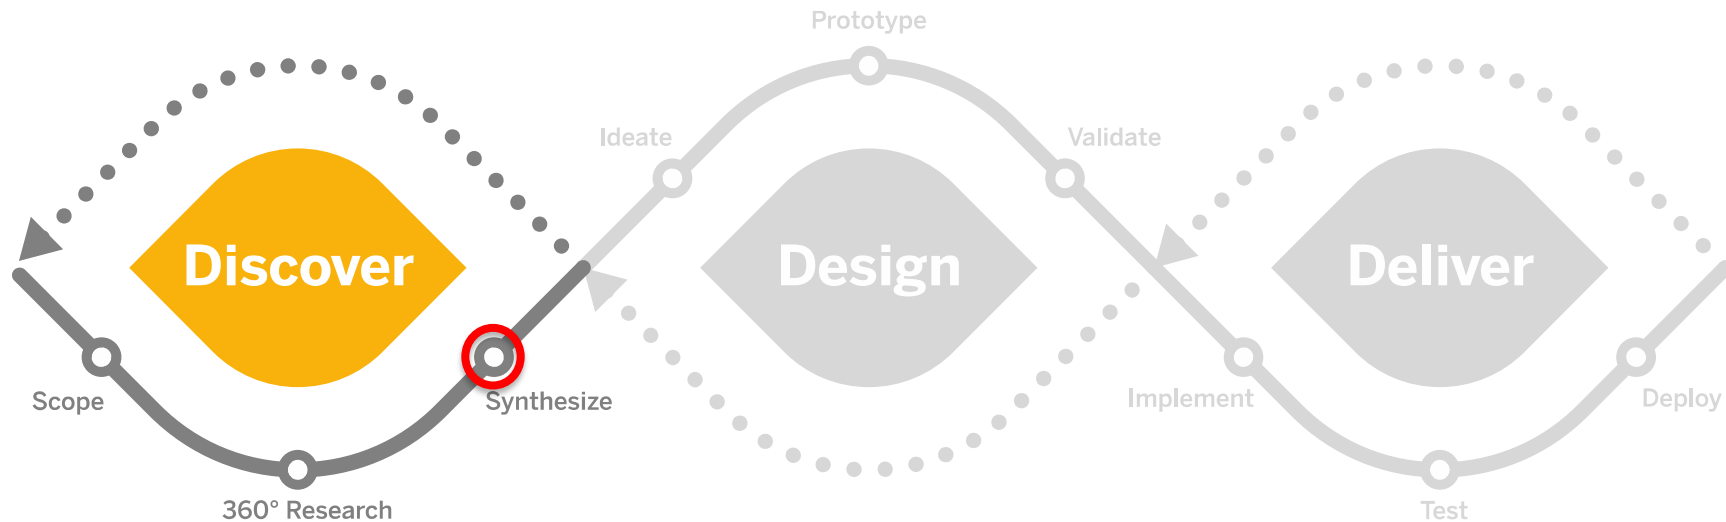 Prototype
Ideate
Validate
Discover
Design
Deliver
Scope
Synthesize
Implement
Deploy
360° Research
Test